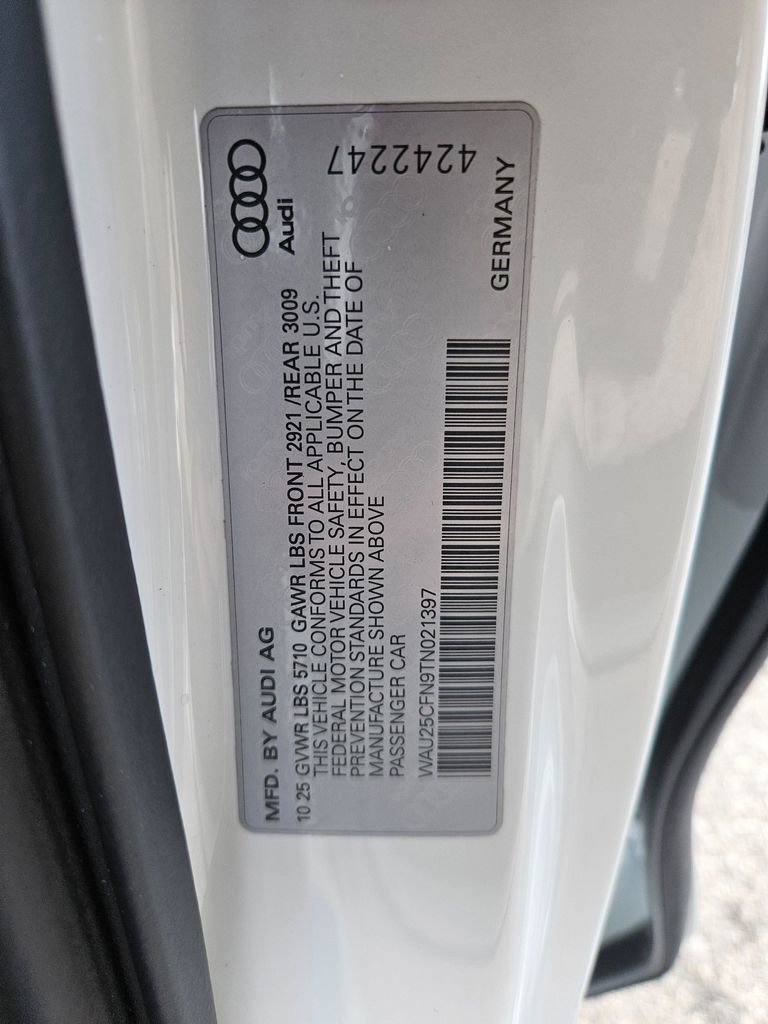 MFD. BY AUDI AG
Audi
10 25 GVWR LBS 5710 GAWR LBS FRONT 2921 /REAR 3009
THIS VEHICLE CONFORMS TO ALL APPLICABLE U.S.
FEDERAL MOTOR VEHICLE SAFETY, BUMPER AND THEFT
PREVENTION STANDARDS IN EFFECT ON THE DATE OF
MANUFACTURE SHOWN ABOVE
PASSENGER CAR
WAU25CFN9TN021397
4242247
GERMANY